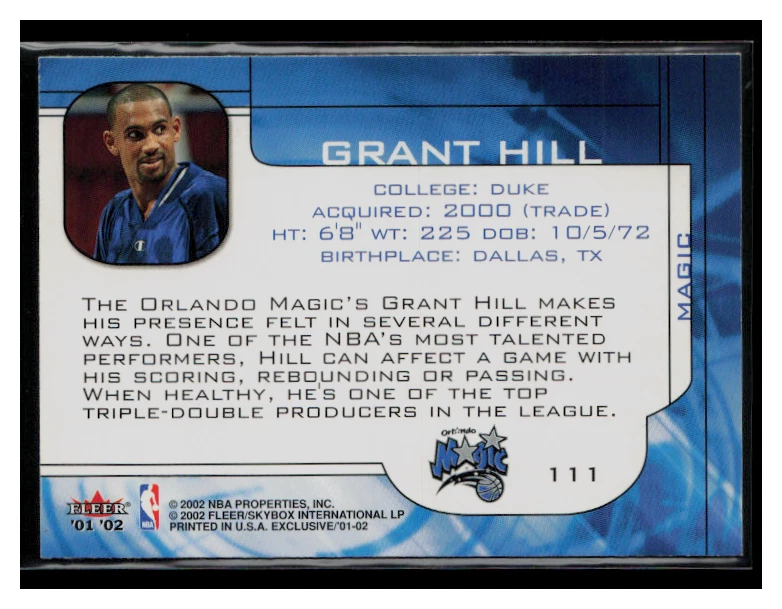 GRANT HILL
COLLEGE: DUKE
ACQUIRED: 2000 (TRADE)
HT: 6'8" WT: 225 DOB: 10/5/72
BIRTHPLACE: DALLAS, TX
MAGIC
THE ORLANDO MAGIC'S GRANT HILL MAKES
HIS PRESENCE FELT IN SEVERAL DIFFERENT
WAYS. ONE OF THE NBA'S MOST TALENTED
PERFORMERS, HILL CAN AFFECT A GAME WITH
HIS SCORING, REBOUNDING OR PASSING.
WHEN HEALTHY, HE'S ONE OF THE TOP
TRIPLE-DOUBLE PRODUCERS IN THE LEAGUE.
Orlando
Magic
111
FLEER
'01 '02
NBA
© 2002 NBA PROPERTIES, INC.
© 2002 FLEER/SKYBOX INTERNATIONAL LP
PRINTED IN U.S.A. EXCLUSIVE/'01-02